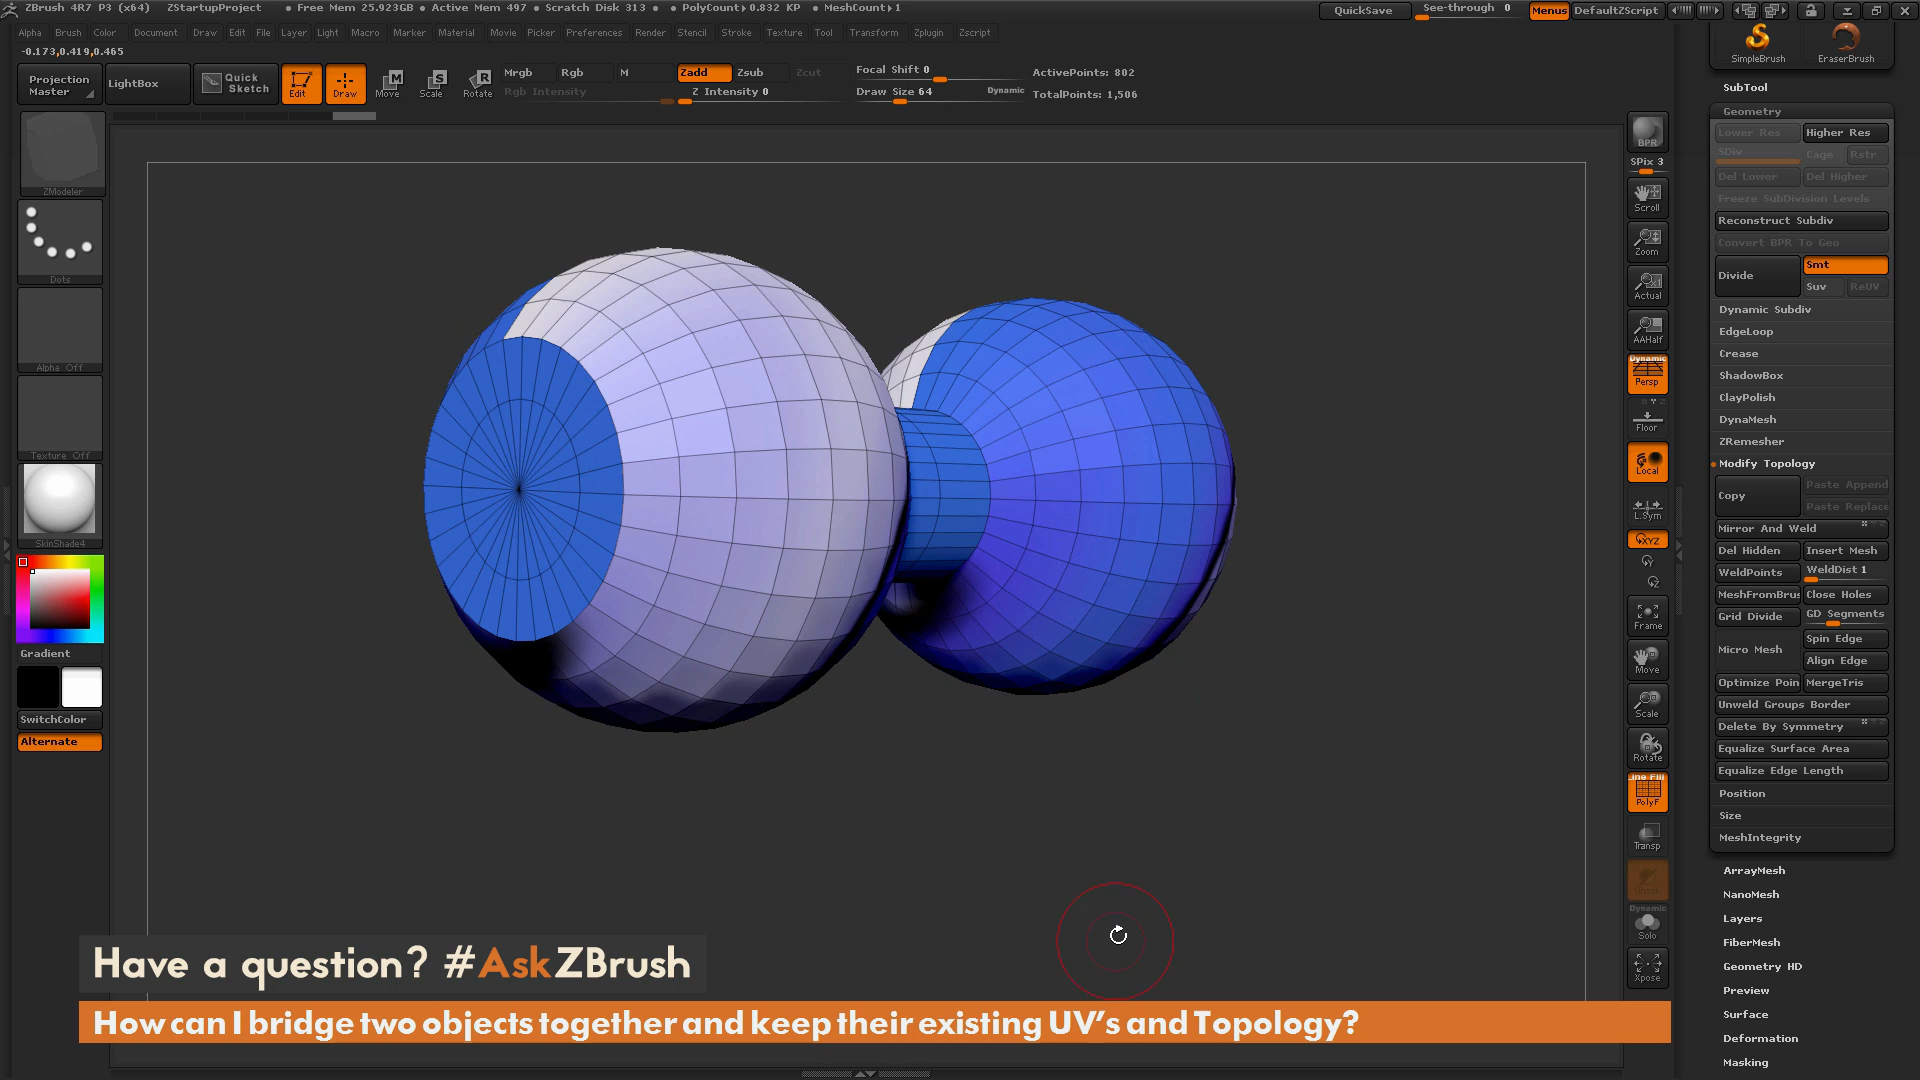 ZBrush 4R7 P3 (x64) ZStartupProject • Free Mem 25.923GB • Active Mem 497 • Scratch Disk 313 • • PolyCount▸0.832 KP • MeshCount▸1
QuickSave See-through 0 Menus DefaultZScript
Alpha Brush Color Document Draw Edit File Layer Light Macro Marker Material Movie Picker Preferences Render Stencil Stroke Texture Tool Transform Zplugin Zscript
-0.173,0.419,0.465
Projection Master
LightBox
Quick Sketch
Edit
Draw
Move
Scale
Rotate
Mrgb Rgb M Zadd Zsub Zcut
Rgb Intensity Z Intensity 0
Focal Shift 0
Draw Size 64 Dynamic
ActivePoints: 802
TotalPoints: 1,506
ZModeler
Dots
Alpha Off
Texture Off
SkinShade4
Gradient
SwitchColor
Alternate
BPR
SPix 3
Scroll
Zoom
Actual
AAHalf
Dynamic
Persp
Floor
Local
L.Sym
XYZ
Y
Z
Frame
Move
Scale
Rotate
PolyF
Transp
Dynamic
Solo
Xpose
SimpleBrush EraserBrush
SubTool
Geometry
Lower Res Higher Res
SDiv Cage Rstr
Del Lower Del Higher
Freeze SubDivision Levels
Reconstruct Subdiv
Convert BPR To Geo
Divide Smt
Suv ReUV
Dynamic Subdiv
EdgeLoop
Crease
ShadowBox
ClayPolish
DynaMesh
ZRemesher
Modify Topology
Copy Paste Append
Paste Replace
Mirror And Weld
Del Hidden Insert Mesh
WeldPoints WeldDist 1
MeshFromBrus Close Holes
Grid Divide GD Segments
Micro Mesh Spin Edge
Align Edge
Optimize Poin MergeTris
Unweld Groups Border
Delete By Symmetry
Equalize Surface Area
Equalize Edge Length
Position
Size
MeshIntegrity
ArrayMesh
NanoMesh
Layers
FiberMesh
Geometry HD
Preview
Surface
Deformation
Masking
Have a question? #AskZBrush
How can I bridge two objects together and keep their existing UV's and Topology?